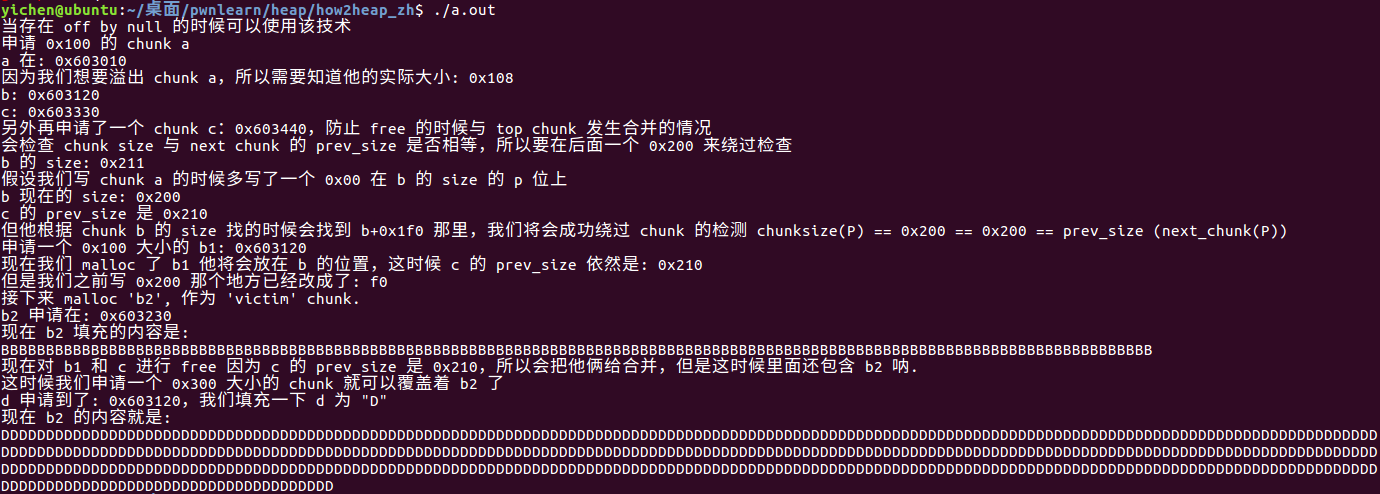 yichen@ubuntu:~/桌面/pwnlearn/heap/how2heap_zh$ ./a.out
当存在 off by null 的时候可以使用该技术
申请 0x100 的 chunk a
a 在: 0x603010
因为我们想要溢出 chunk a，所以需要知道他的实际大小: 0x108
b: 0x603120
c: 0x603330
另外再申请了一个 chunk c：0x603440，防止 free 的时候与 top chunk 发生合并的情况
会检查 chunk size 与 next chunk 的 prev_size 是否相等，所以要在后面一个 0x200 来绕过检查
b 的 size: 0x211
假设我们写 chunk a 的时候多写了一个 0x00 在 b 的 size 的 p 位上
b 现在的 size: 0x200
c 的 prev_size 是 0x210
但他根据 chunk b 的 size 找的时候会找到 b+0x1f0 那里，我们将会成功绕过 chunk 的检测 chunksize(P) == 0x200 == 0x200 == prev_size (next_chunk(P))
申请一个 0x100 大小的 b1: 0x603120
现在我们 malloc 了 b1 他将会放在 b 的位置，这时候 c 的 prev_size 依然是: 0x210
但是我们之前写 0x200 那个地方已经改成了: f0
接下来 malloc 'b2', 作为 'victim' chunk.
b2 申请在: 0x603230
现在 b2 填充的内容是:
BBBBBBBBBBBBBBBBBBBBBBBBBBBBBBBBBBBBBBBBBBBBBBBBBBBBBBBBBBBBBBBBBBBBBBBBBBBBBBBBBBBBBBBBBBBBBBBBBBBBBBBBBBBBBBBBBBBBBBBBBBBBBBBB
现在对 b1 和 c 进行 free 因为 c 的 prev_size 是 0x210，所以会把他俩给合并，但是这时候里面还包含 b2 呐.
这时候我们申请一个 0x300 大小的 chunk 就可以覆盖着 b2 了
d 申请到了: 0x603120，我们填充一下 d 为 "D"
现在 b2 的内容就是:
DDDDDDDDDDDDDDDDDDDDDDDDDDDDDDDDDDDDDDDDDDDDDDDDDDDDDDDDDDDDDDDDDDDDDDDDDDDDDDDDDDDDDDDDDDDDDDDDDDDDDDDDDDDDDDDDDDDDDDDDDDDDDDDDDDDDDDDDDDDDDDDDDDDDDDDDD
DDDDDDDDDDDDDDDDDDDDDDDDDDDDDDDDDDDDDDDDDDDDDDDDDDDDDDDDDDDDDDDDDDDDDDDDDDDDDDDDDDDDDDDDDDDDDDDDDDDDDDDDDDDDDDDDDDDDDDDDDDDDDDDDDDDDDDDDDDDDDDDDDDDDDDDDD
DDDDDDDDDDDDDDDDDDDDDDDDDDDDDDDDDDDDDDDDDDDDDDDDDDDDDDDDDDDDDDDDDDDDDDDDDDDDDDDDDDDDDDDDDDDDDDDDDDDDDDDDDDDDDDDDDDDDDDDDDDDDDDDDDDDDDDDDDDDDDDDDDDDDDDDDD
DDDDDDDDDDDDDDDDDDDDDDDDDDDDDDDDDDDDD